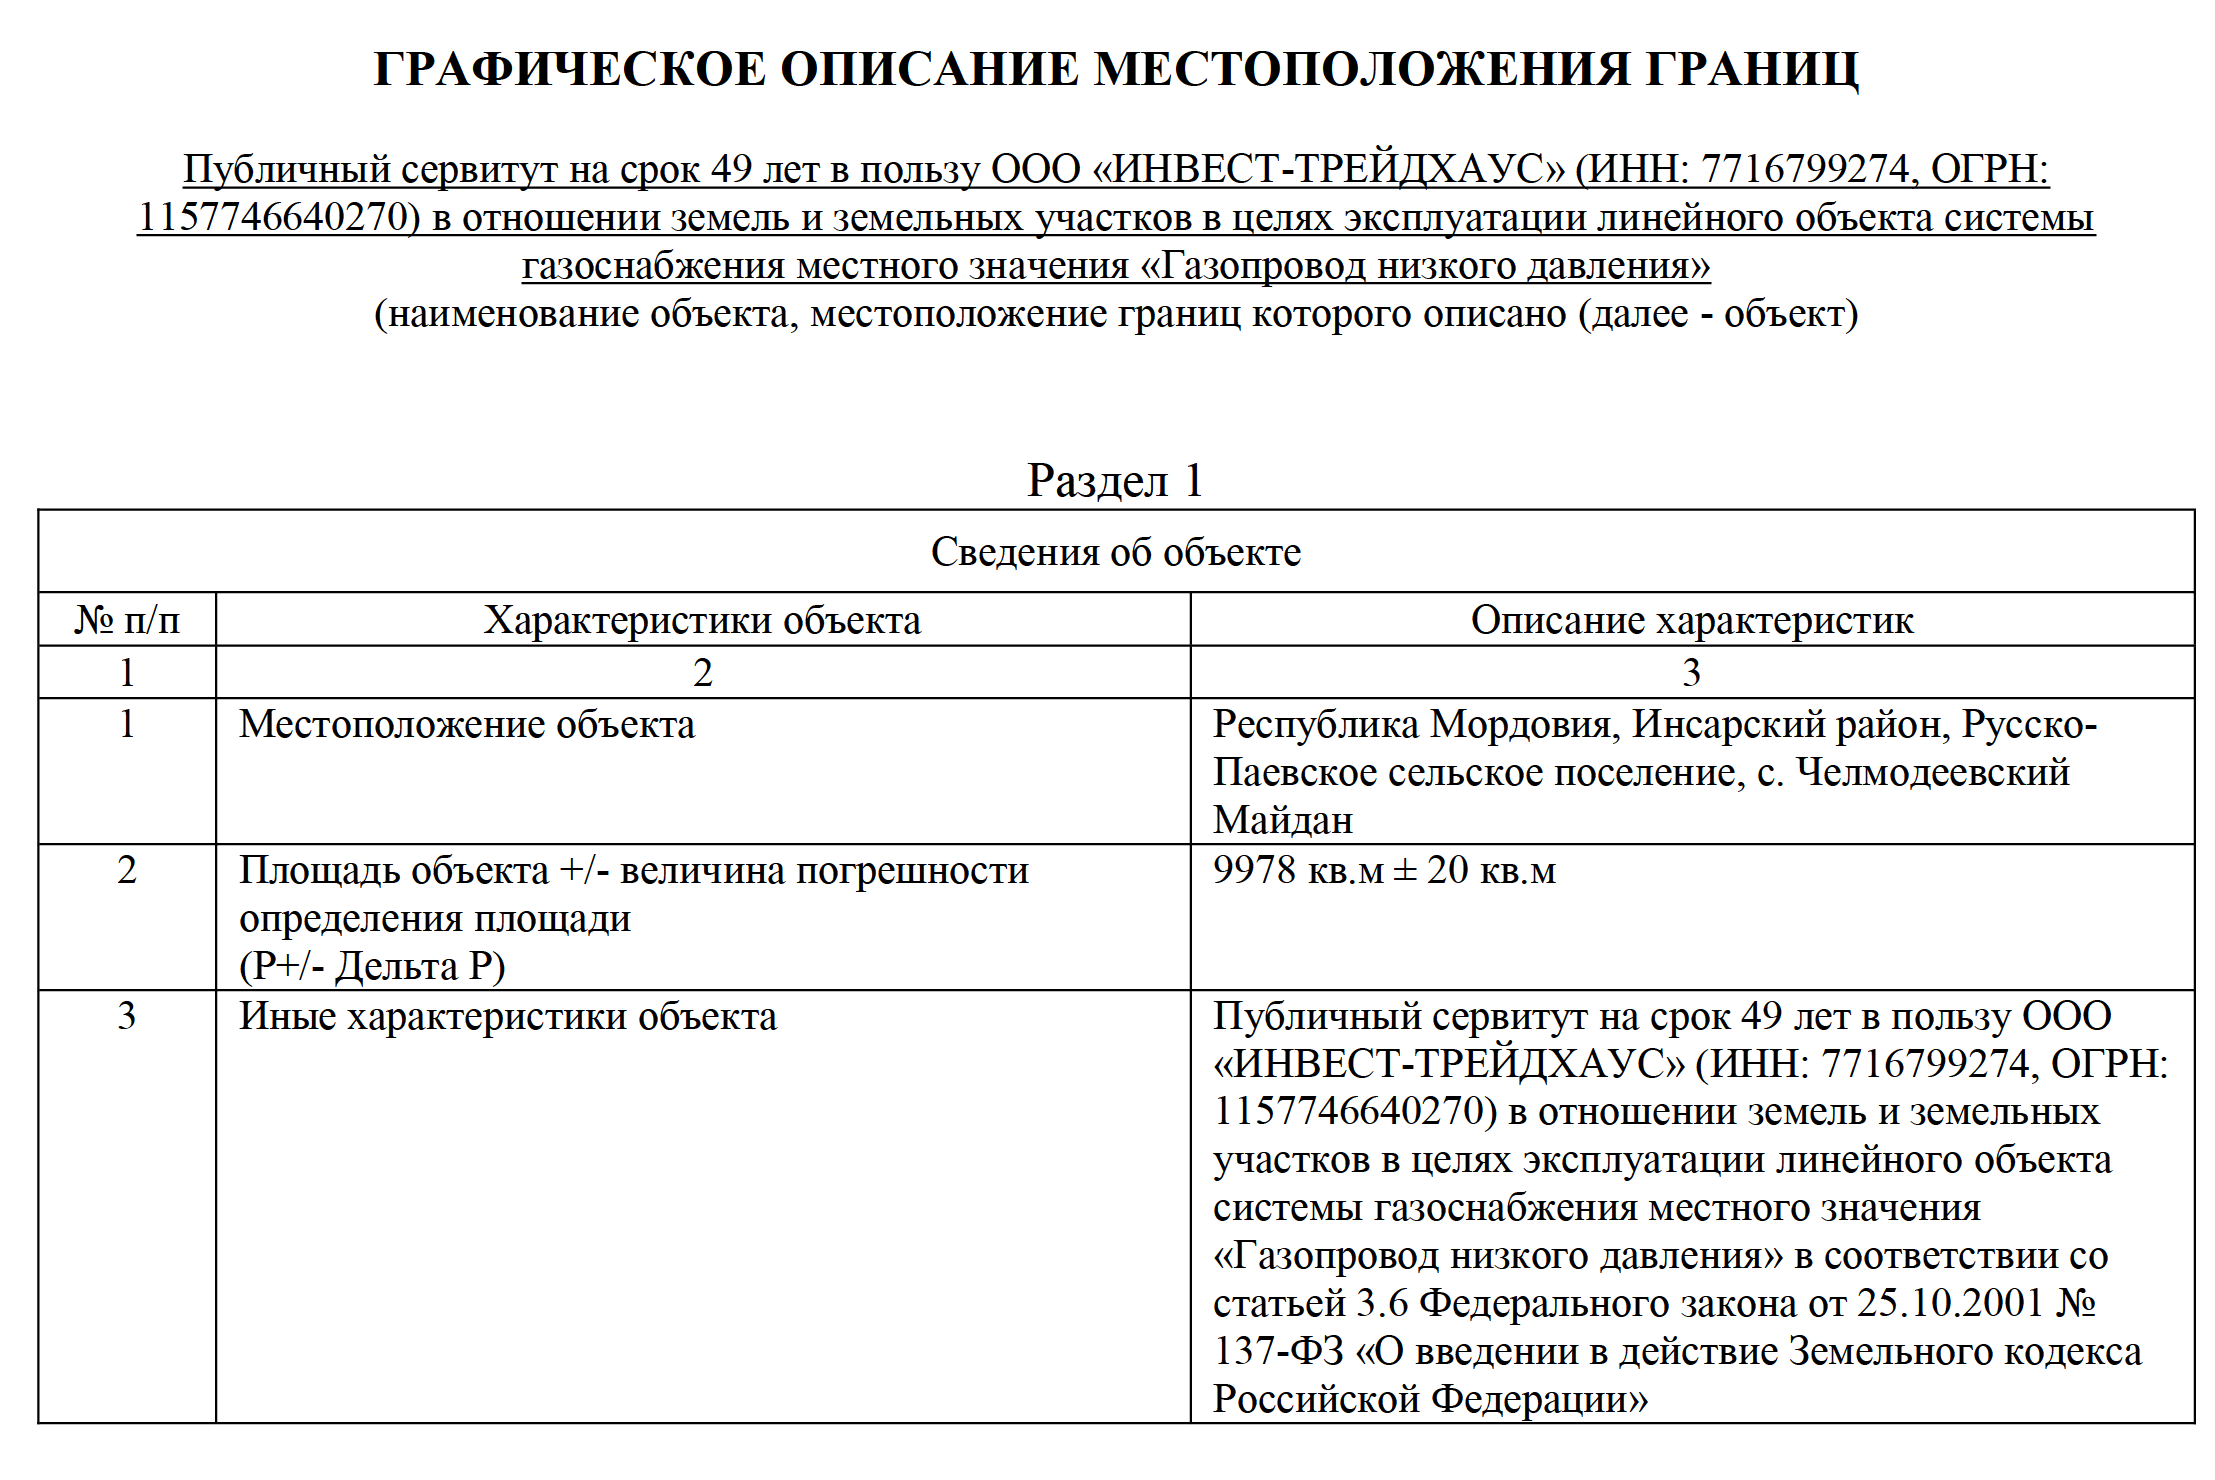 ГРАФИЧЕСКОЕ ОПИСАНИЕ МЕСТОПОЛОЖЕНИЯ ГРАНИЦ
Публичный сервитут на срок 49 лет в пользу ООО «ИНВЕСТ-ТРЕЙДХАУС» (ИНН: 7716799274, ОГРН:
1157746640270) в отношении земель и земельных участков в целях эксплуатации линейного объекта системы
газоснабжения местного значения «Газопровод низкого давления»
(наименование объекта, местоположение границ которого описано (далее - объект)
Раздел 1
Сведения об объекте
№ п/п Характеристики объекта Описание характеристик
1 2 3
1 Местоположение объекта Республика Мордовия, Инсарский район, Русско-
Паевское сельское поселение, с. Челмодеевский
Майдан
2 Площадь объекта +/- величина погрешности 9978 кв.м ± 20 кв.м
определения площади
(Р+/- Дельта Р)
3 Иные характеристики объекта Публичный сервитут на срок 49 лет в пользу ООО
«ИНВЕСТ-ТРЕЙДХАУС» (ИНН: 7716799274, ОГРН:
1157746640270) в отношении земель и земельных
участков в целях эксплуатации линейного объекта
системы газоснабжения местного значения
«Газопровод низкого давления» в соответствии со
статьей 3.6 Федерального закона от 25.10.2001 №
137-ФЗ «О введении в действие Земельного кодекса
Российской Федерации»